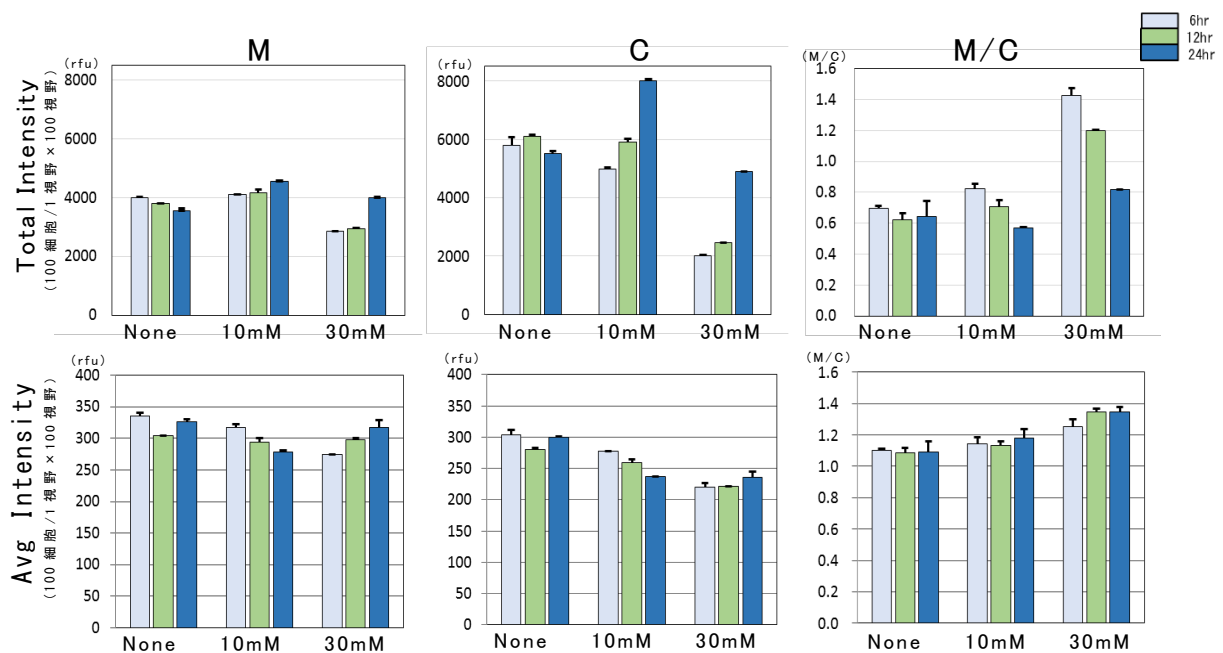 6hr
12hr
24hr
M
C
M/C
(rfu)
8000
6000
4000
2000
0
None 10mM 30mM
(rfu)
8000
6000
4000
2000
0
None 10mM 30mM
(M/C)
1.6
1.4
1.2
1.0
0.8
0.6
0.4
0.2
0.0
None 10mM 30mM
Total Intensity
(100細胞/1視野×100視野)
(rfu)
400
350
300
250
200
150
100
50
0
None 10mM 30mM
(rfu)
400
350
300
250
200
150
100
50
0
None 10mM 30mM
(M/C)
1.6
1.4
1.2
1.0
0.8
0.6
0.4
0.2
0.0
None 10mM 30mM
Avg Intensity
(100細胞/1視野×100視野)